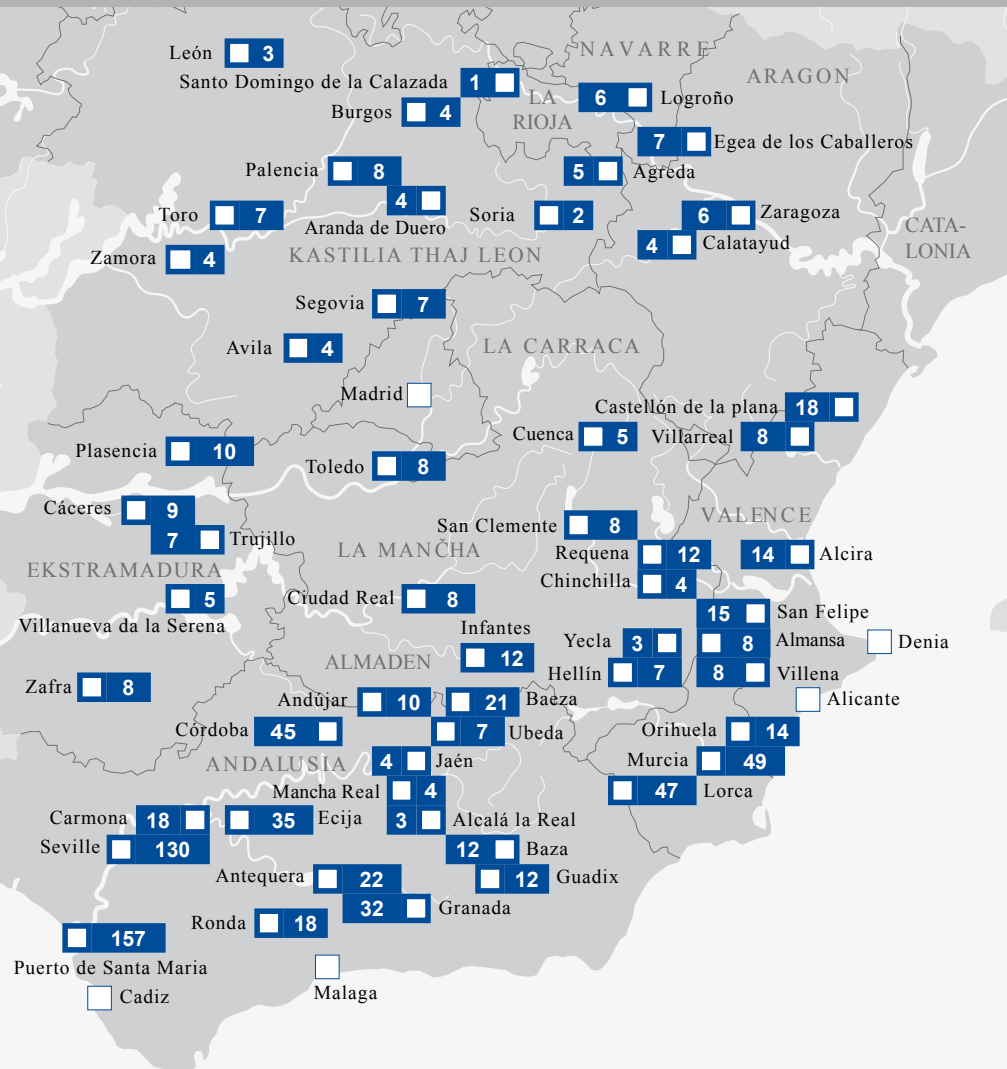 León 3
NAVARRE
ARAGON
Santo Domingo de la Calazada 1
LA
RIOJA
6 Logroño
Burgos 4
7 Egea de los Caballeros
Palencia 8
5 Agreda
4
Aranda de Duero
Toro 7
Soria 2
6 Zaragoza
4 Calatayud
CATA-
LONIA
Zamora 4
KASTILIA THAJ LEON
Segovia 7
Avila 4
LA CARRACA
Madrid
Castellón de la plana 18
Cuenca 5
Villarreal 8
Plasencia 10
Toledo 8
Cáceres 9
7 Trujillo
San Clemente 8
VALENCE
LA MANČHA
Requena 12
14 Alcira
Chinchilla 4
EKSTRAMADURA
5
Villanueva da la Serena
Ciudad Real 8
15 San Felipe
Infantes
12
Yecla 3
8 Almansa
Denia
ALMADEN
Hellín 7
8 Villena
Zafra 8
Andújar 10
21 Baeza
Alicante
Córdoba 45
7 Ubeda
Orihuela 14
ANDALUSIA
4 Jaén
Murcia 49
Mancha Real 4
47 Lorca
Carmona 18
35 Ecija
3 Alcalá la Real
Seville 130
12 Baza
Antequera 22
12 Guadix
32 Granada
Ronda 18
157
Puerto de Santa Maria
Cadiz
Malaga